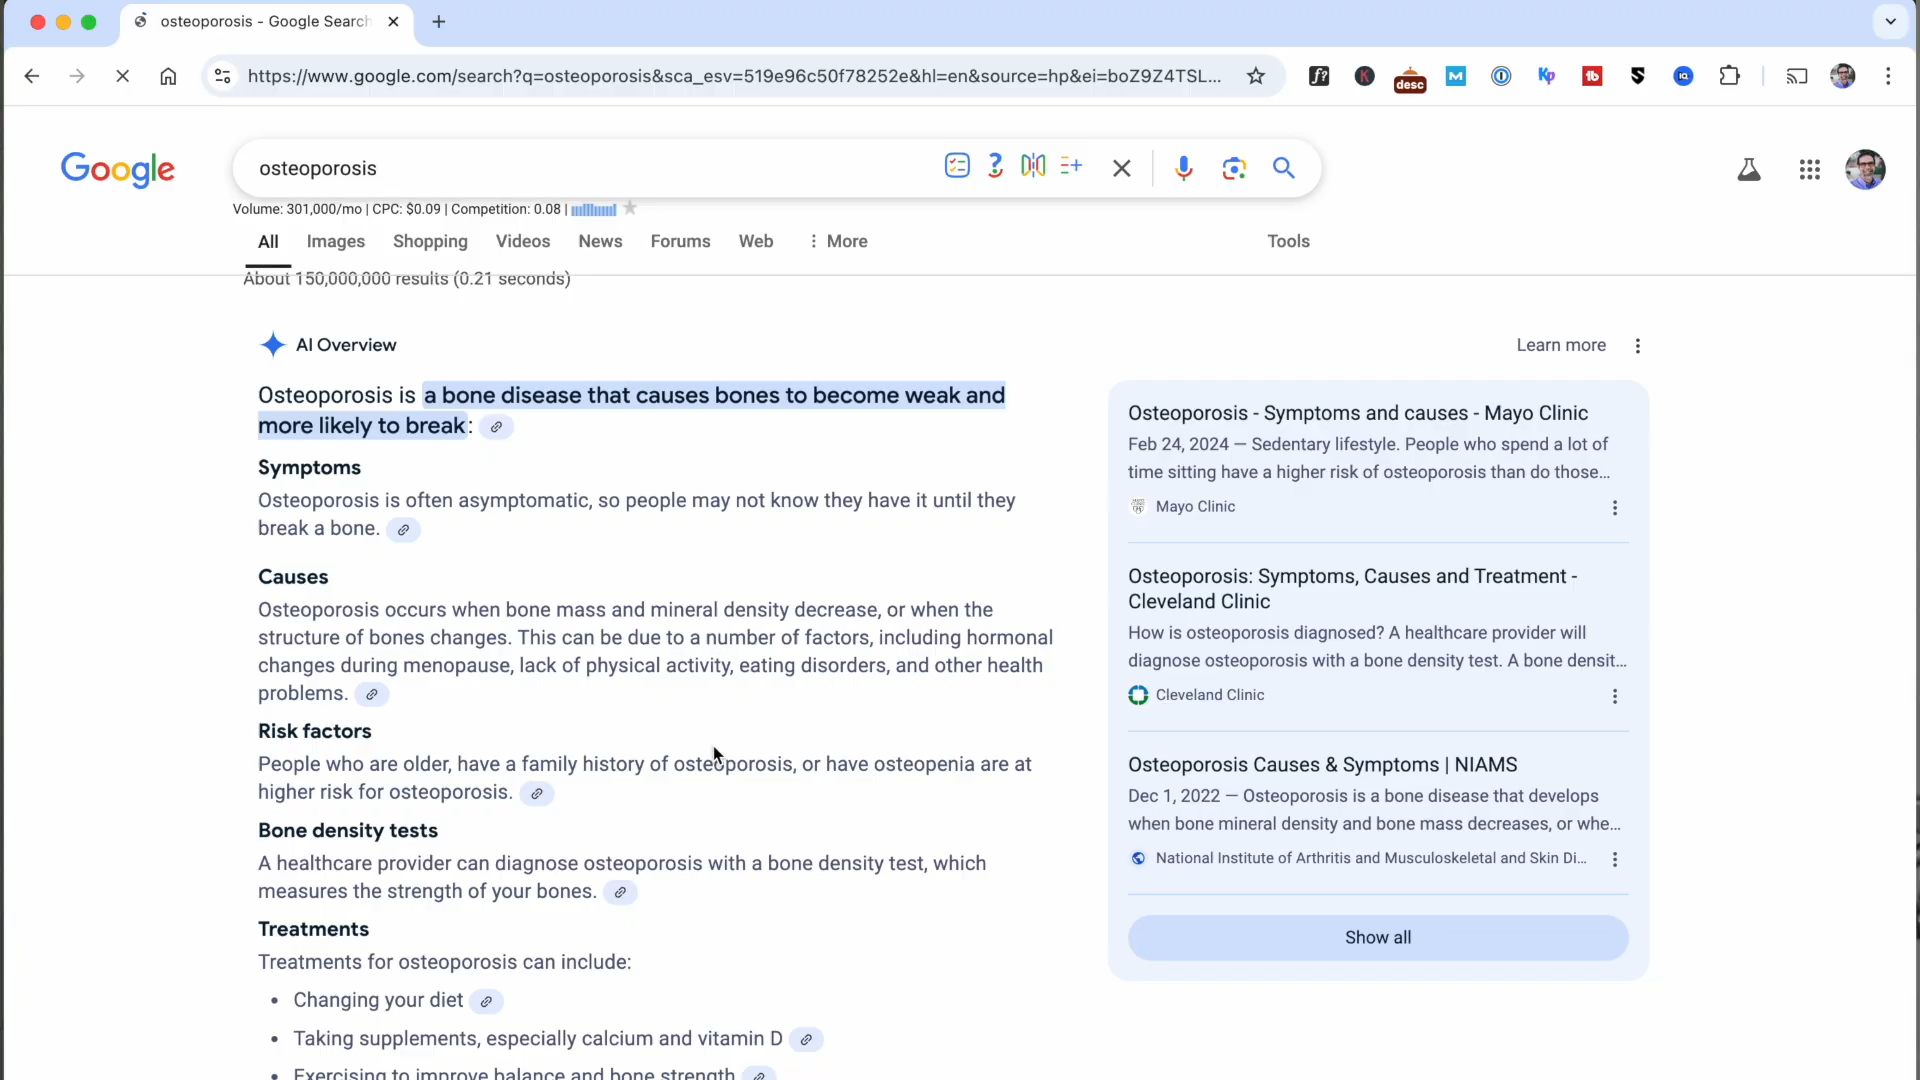 osteoporosis - Google Search
https://www.google.com/search?q=osteoporosis&sca_esv=519e96c50f78252e&hl=en&source=hp&ei=boZ9Z4TSL...
f?
K
desc
M
Kp
1b
S
IQ
Google
osteoporosis
Volume: 301,000/mo | CPC: $0.09 | Competition: 0.08 |
All Images Shopping Videos News Forums Web More Tools
About 150,000,000 results (0.21 seconds)
AI Overview
Learn more
Osteoporosis is a bone disease that causes bones to become weak and
more likely to break:
Symptoms
Osteoporosis is often asymptomatic, so people may not know they have it until they
break a bone.
Causes
Osteoporosis occurs when bone mass and mineral density decrease, or when the
structure of bones changes. This can be due to a number of factors, including hormonal
changes during menopause, lack of physical activity, eating disorders, and other health
problems.
Risk factors
People who are older, have a family history of osteoporosis, or have osteopenia are at
higher risk for osteoporosis.
Bone density tests
A healthcare provider can diagnose osteoporosis with a bone density test, which
measures the strength of your bones.
Treatments
Treatments for osteoporosis can include:
• Changing your diet
• Taking supplements, especially calcium and vitamin D
• Exercising to improve balance and bone strength
Osteoporosis - Symptoms and causes - Mayo Clinic
Feb 24, 2024 — Sedentary lifestyle. People who spend a lot of
time sitting have a higher risk of osteoporosis than do those...
Mayo Clinic
Osteoporosis: Symptoms, Causes and Treatment -
Cleveland Clinic
How is osteoporosis diagnosed? A healthcare provider will
diagnose osteoporosis with a bone density test. A bone densit...
Cleveland Clinic
Osteoporosis Causes & Symptoms | NIAMS
Dec 1, 2022 — Osteoporosis is a bone disease that develops
when bone mineral density and bone mass decreases, or whe...
National Institute of Arthritis and Musculoskeletal and Skin Di...
Show all